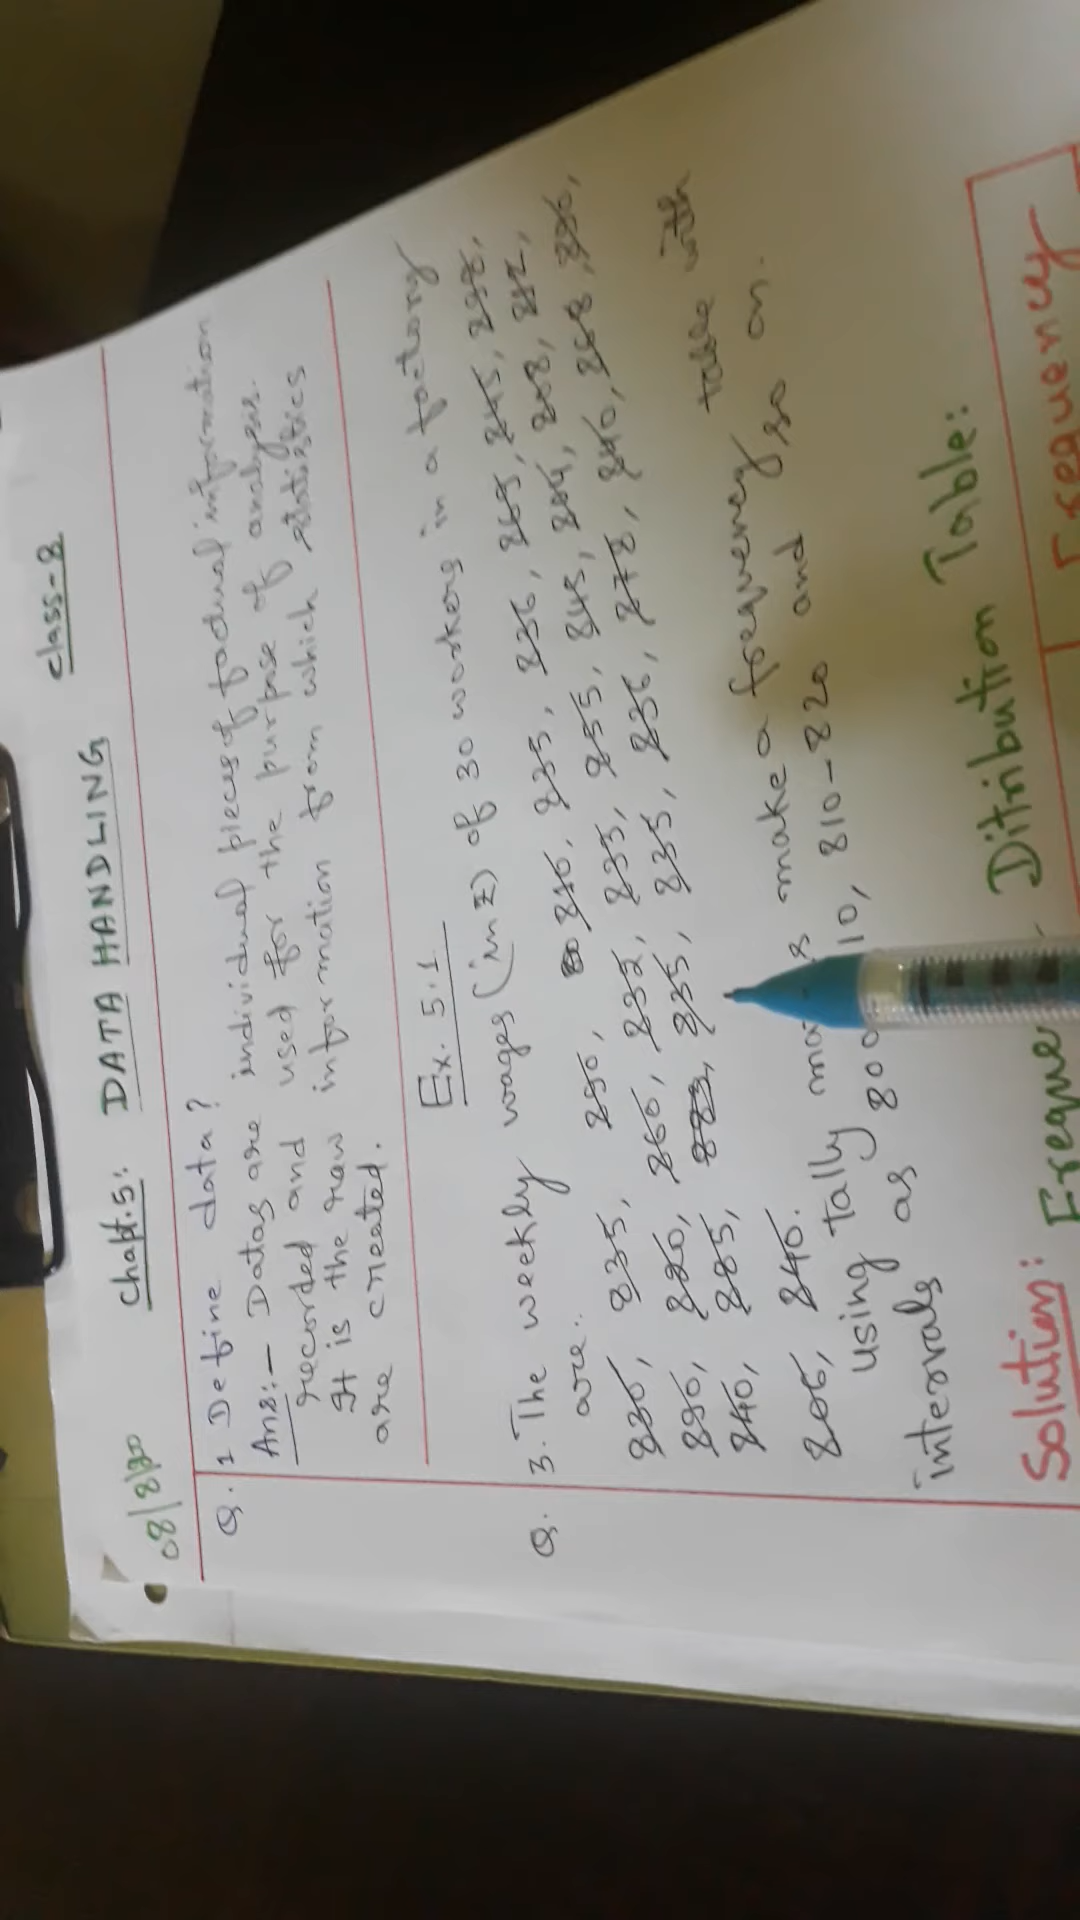 08/8/20 Chapt.5: DATA HANDLING class-8
Q.1 Define data?
Ans:- Datas are individual pieces of factual information
recorded and used for the purpose of analysis.
It is the raw information from which statistics
are created.
Ex. 5.1
Q. 3. The weekly wages (in ₹) of 30 workers in a factory
are..
830, 835, 890, 810, 835, 836, 869, 845, 898,
890, 820, 860, 832, 833, 855, 845, 804, 808, 812,
840, 885, 835, 835, 836, 878, 840, 868, 890,
806, 840.
using tally make a frequency table with
intervals as 800 10, 810-820 and so on.
Solution: Freque Ditribution Table: